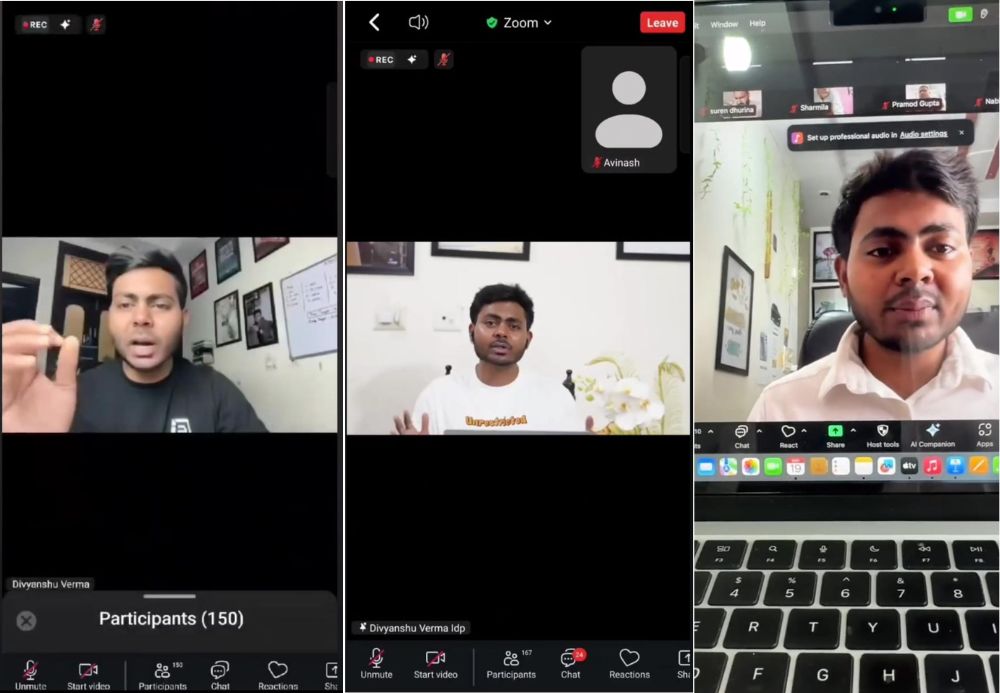 REC
Divyanshu Verma
Participants (150)
150
Unmute
Start video
Participants
Chat
Reactions
Sha
Zoom
Leave
REC
Avinash
Unrestricted
Divyanshu Verma Idp
167
24
Unmute
Start video
Participants
Chat
Reactions
Sh
Window Help
suren dhurina
Sharmila
Pramod Gupta
Nab
Set up professional audio in Audio settings
Chat
React
Share
Host tools
AI Companion
Apps
19
tv
F3
F4
F5
F6
F7
F8
$ % ^ & *
4 5 6 7 8
R T Y U
F G H J